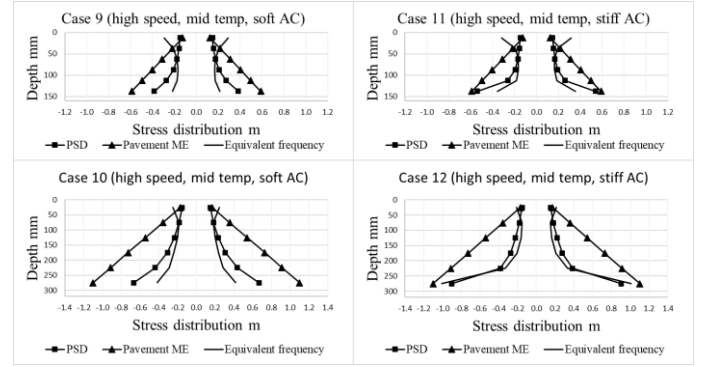 Case 9 (high speed, mid temp, soft AC)
Depth mm
0
50
100
150
-1.2 -1.0 -0.8 -0.6 -0.4 -0.2 0.0 0.2 0.4 0.6 0.8 1.0 1.2
Stress distribution m
PSD Pavement ME Equivalent frequency
Case 11 (high speed, mid temp, stiff AC)
Depth mm
0
50
100
150
-1.2 -1.0 -0.8 -0.6 -0.4 -0.2 0.0 0.2 0.4 0.6 0.8 1.0 1.2
Stress distribution m
PSD Pavement ME Equivalent frequency
Case 10 (high speed, mid temp, soft AC)
Depth mm
0
50
100
150
200
250
300
-1.4 -1.2 -1.0 -0.8 -0.6 -0.4 -0.2 0.0 0.2 0.4 0.6 0.8 1.0 1.2 1.4
Stress distribution m
PSD Pavement ME Equivalent frequency
Case 12 (high speed, mid temp, stiff AC)
Depth mm
0
50
100
150
200
250
300
-1.4 -1.2 -1.0 -0.8 -0.6 -0.4 -0.2 0.0 0.2 0.4 0.6 0.8 1.0 1.2 1.4
Stress distribution m
PSD Pavement ME Equivalent frequency